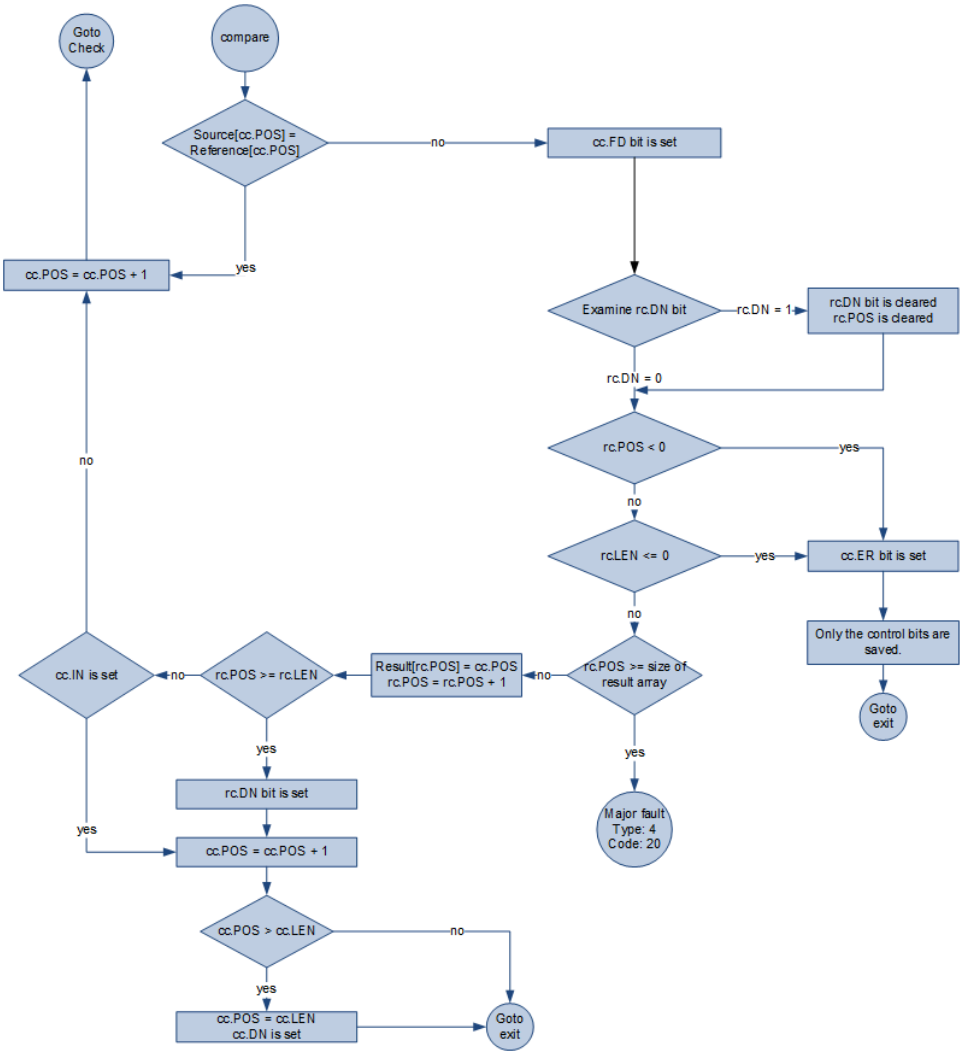 Goto
Check
compare
Source[cc.POS] =
Reference[cc.POS]
no
cc.FD bit is set
yes
cc.POS = cc.POS + 1
Examine rc.DN bit
rc.DN = 1
rc.DN bit is cleared
rc.POS is cleared
rc.DN = 0
rc.POS < 0
yes
no
no
rc.LEN <= 0
yes
cc.ER bit is set
no
Only the control bits are
saved.
cc.IN is set
no
rc.POS >= rc.LEN
Result[rc.POS] = cc.POS
rc.POS = rc.POS + 1
no
rc.POS >= size of
result array
Goto
exit
yes
yes
rc.DN bit is set
Major fault
Type: 4
Code: 20
yes
cc.POS = cc.POS + 1
cc.POS > cc.LEN
no
yes
cc.POS = cc.LEN
cc.DN is set
Goto
exit